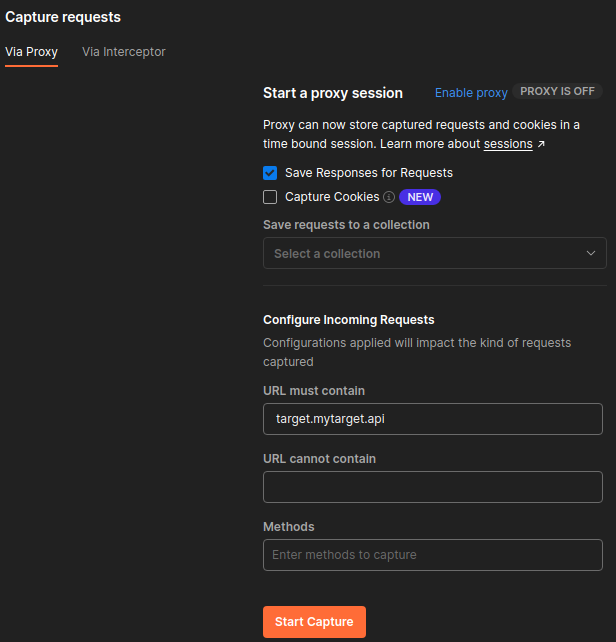 Capture requests
Via Proxy Via Interceptor
Start a proxy session Enable proxy PROXY IS OFF
Proxy can now store captured requests and cookies in a
time bound session. Learn more about sessions ↗
Save Responses for Requests
Capture Cookies NEW
Save requests to a collection
Select a collection
Configure Incoming Requests
Configurations applied will impact the kind of requests
captured
URL must contain
target.mytarget.api
URL cannot contain
Methods
Enter methods to capture
Start Capture